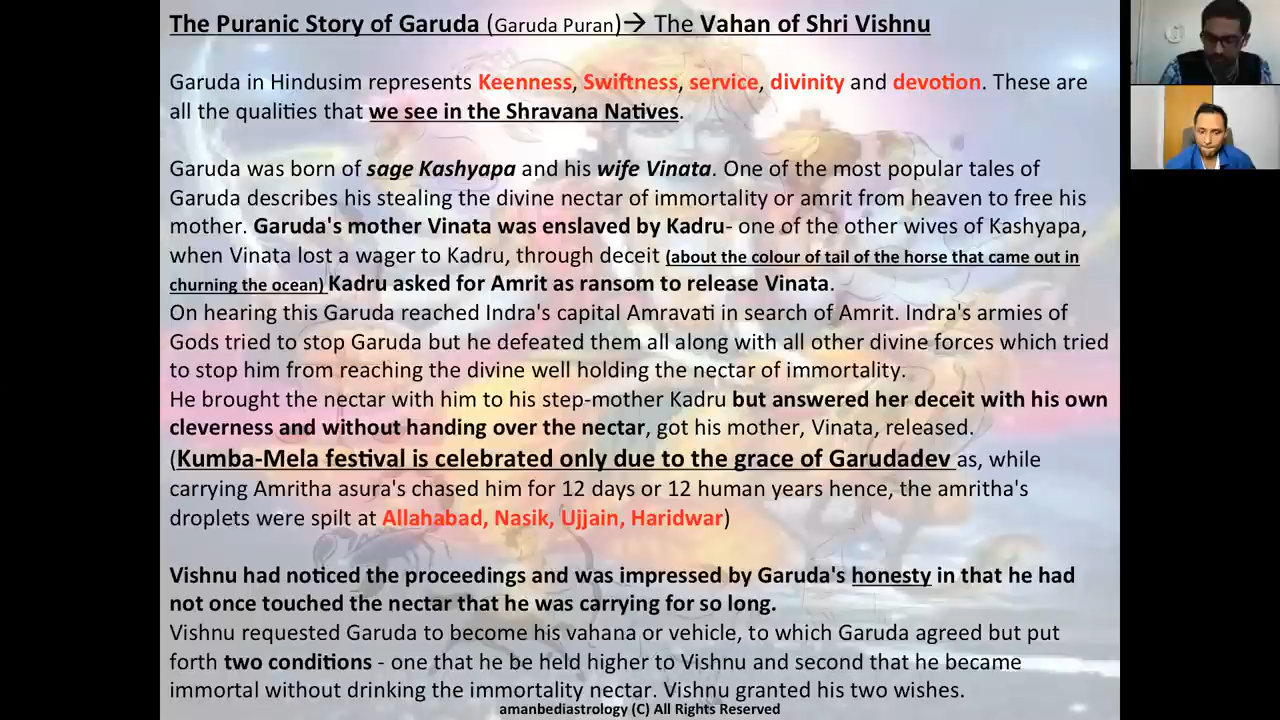 The Puranic Story of Garuda (Garuda Puran)→ The Vahan of Shri Vishnu
Garuda in Hindusim represents Keenness, Swiftness, service, divinity and devotion. These are
all the qualities that we see in the Shravana Natives.
Garuda was born of sage Kashyapa and his wife Vinata. One of the most popular tales of
Garuda describes his stealing the divine nectar of immortality or amrit from heaven to free his
mother. Garuda's mother Vinata was enslaved by Kadru- one of the other wives of Kashyapa,
when Vinata lost a wager to Kadru, through deceit (about the colour of tail of the horse that came out in
churning the ocean) Kadru asked for Amrit as ransom to release Vinata.
On hearing this Garuda reached Indra's capital Amravati in search of Amrit. Indra's armies of
Gods tried to stop Garuda but he defeated them all along with all other divine forces which tried
to stop him from reaching the divine well holding the nectar of immortality.
He brought the nectar with him to his step-mother Kadru but answered her deceit with his own
cleverness and without handing over the nectar, got his mother, Vinata, released.
(Kumba-Mela festival is celebrated only due to the grace of Garudadev as, while
carrying Amritha asura's chased him for 12 days or 12 human years hence, the amritha's
droplets were spilt at Allahabad, Nasik, Ujjain, Haridwar)
Vishnu had noticed the proceedings and was impressed by Garuda's honesty in that he had
not once touched the nectar that he was carrying for so long.
Vishnu requested Garuda to become his vahana or vehicle, to which Garuda agreed but put
forth two conditions - one that he be held higher to Vishnu and second that he became
immortal without drinking the immortality nectar. Vishnu granted his two wishes.
amanbediastrology (C) All Rights Reserved